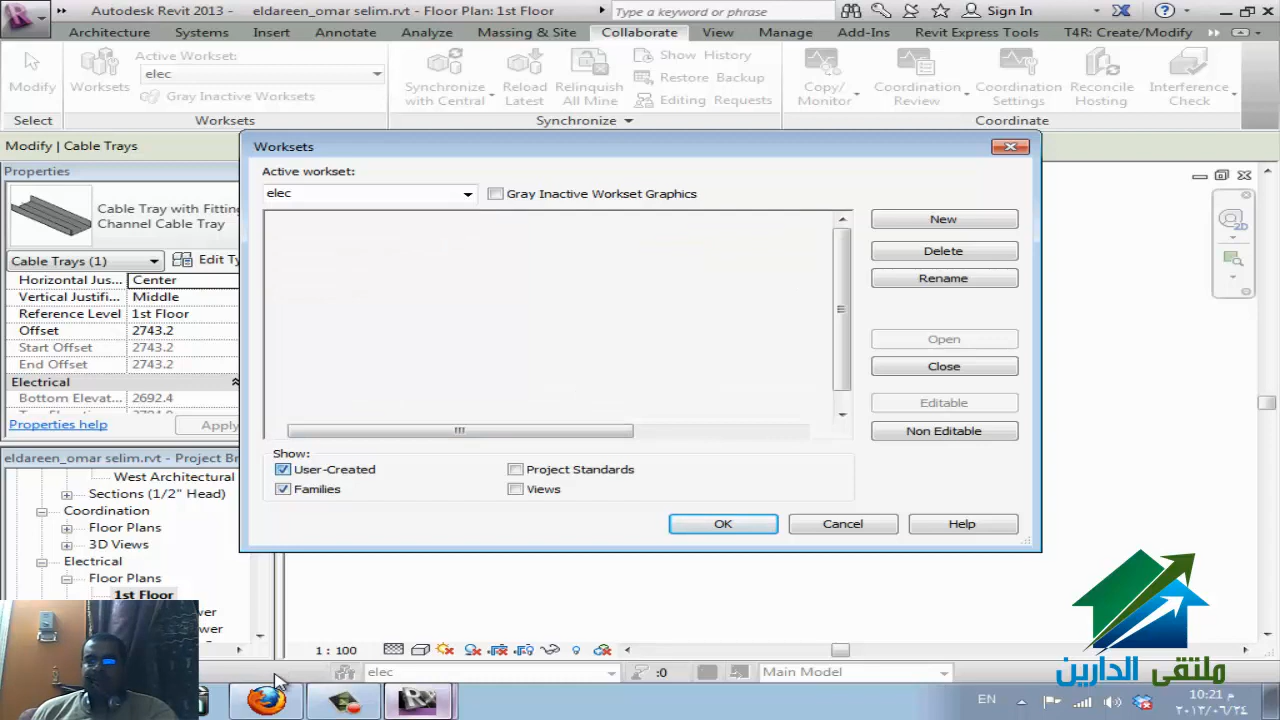 Autodesk Revit 2013 - eldareen_omar selim.rvt - Floor Plan: 1st Floor
Type a keyword or phrase
Sign In
Architecture Systems Insert Annotate Analyze Massing & Site Collaborate View Manage Add-Ins Revit Express Tools T4R: Create/Modify
Modify
Worksets
Active Workset:
elec
Gray Inactive Worksets
Synchronize with Central
Reload Latest
Relinquish All Mine
Show History
Restore Backup
Editing Requests
Copy/ Monitor
Coordination Review
Coordination Settings
Reconcile Hosting
Interference Check
Select
Worksets
Synchronize
Coordinate
Modify | Cable Trays
Properties
Cable Tray with Fitting
Channel Cable Tray
Cable Trays (1)
Edit Ty
Horizontal Jus... Center
Vertical Justifi... Middle
Reference Level 1st Floor
Offset 2743.2
Start Offset 2743.2
End Offset 2743.2
Electrical
Bottom Elevat... 2692.4
Properties help
Apply
Worksets
Active workset:
elec
Gray Inactive Workset Graphics
New
Delete
Rename
Open
Close
Editable
Non Editable
Show:
User-Created
Project Standards
Families
Views
OK
Cancel
Help
eldareen_omar selim.rvt - Project Br
West Architectural
Sections (1/2" Head)
Coordination
Floor Plans
3D Views
Electrical
Floor Plans
1st Floor
wer
wer
1 : 100
elec
:0
Main Model
ملتقى الدارين
EN
10:21 م
٢٠١٣/٠٦/٢٤